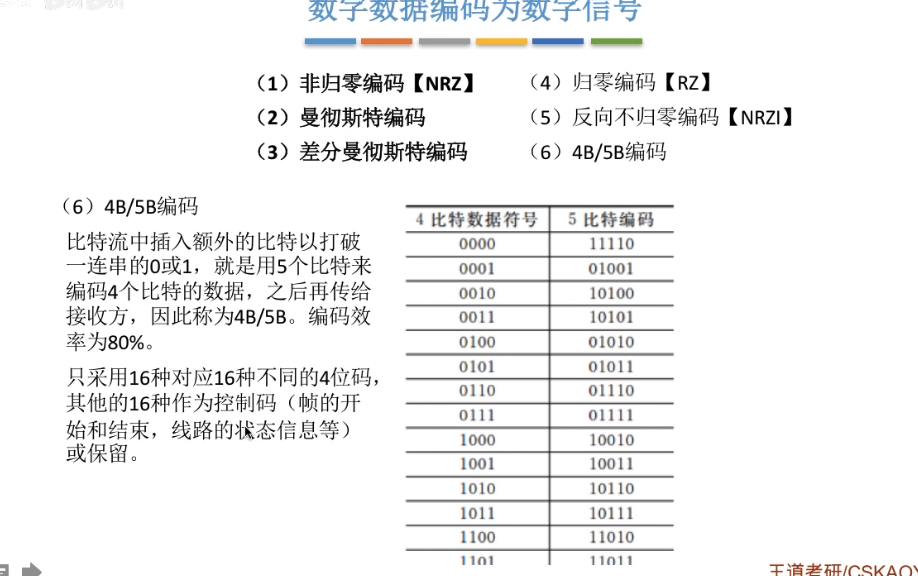 数字数据编码为数字信号
（1）非归零编码【NRZ】 （4）归零编码【RZ】
（2）曼彻斯特编码 （5）反向不归零编码【NRZI】
（3）差分曼彻斯特编码 （6）4B/5B编码
（6）4B/5B编码
比特流中插入额外的比特以打破
一连串的0或1，就是用5个比特来
编码4个比特的数据，之后再传给
接收方，因此称为4B/5B。编码效
率为80%。
只采用16种对应16种不同的4位码，
其他的16种作为控制码（帧的开
始和结束，线路的状态信息等）
或保留。
4 比特数据符号 5 比特编码
0000 11110
0001 01001
0010 10100
0011 10101
0100 01010
0101 01011
0110 01110
0111 01111
1000 10010
1001 10011
1010 10110
1011 10111
1100 11010
1101 11011
王道考研/CSKAOY